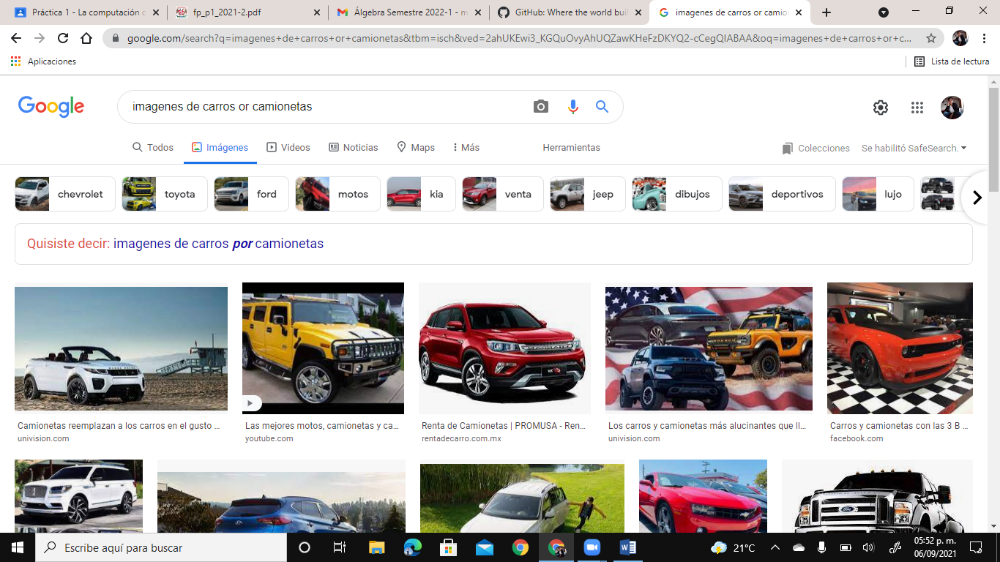 Práctica 1 - La computación c
fp_p1_2021-2.pdf
Álgebra Semestre 2022-1 - m
GitHub: Where the world buil
imagenes de carros or camio
google.com/search?q=imagenes+de+carros+or+camionetas&tbm=isch&ved=2ahUKEwi3_KGQuOvyAhUQZawKHeFzDKYQ2-cCegQIABAA&oq=imagenes+de+carros+or+c...
Aplicaciones
Lista de lectura
Google
imagenes de carros or camionetas
Todos
Imágenes
Videos
Noticias
Maps
Más
Herramientas
Colecciones
Se habilitó SafeSearch.
chevrolet
toyota
ford
motos
kia
venta
jeep
dibujos
deportivos
lujo
Quisiste decir: imagenes de carros por camionetas
Camionetas reemplazan a los carros en el gusto ...
univision.com
Las mejores motos, camionetas y ca...
youtube.com
Renta de Camionetas | PROMUSA - Ren...
rentadecarro.com.mx
Los carros y camionetas más alucinantes que ll...
univision.com
Carros y camionetas con las 3 B ...
facebook.com
Ford
Escribe aquí para buscar
21°C
05:52 p. m.
06/09/2021